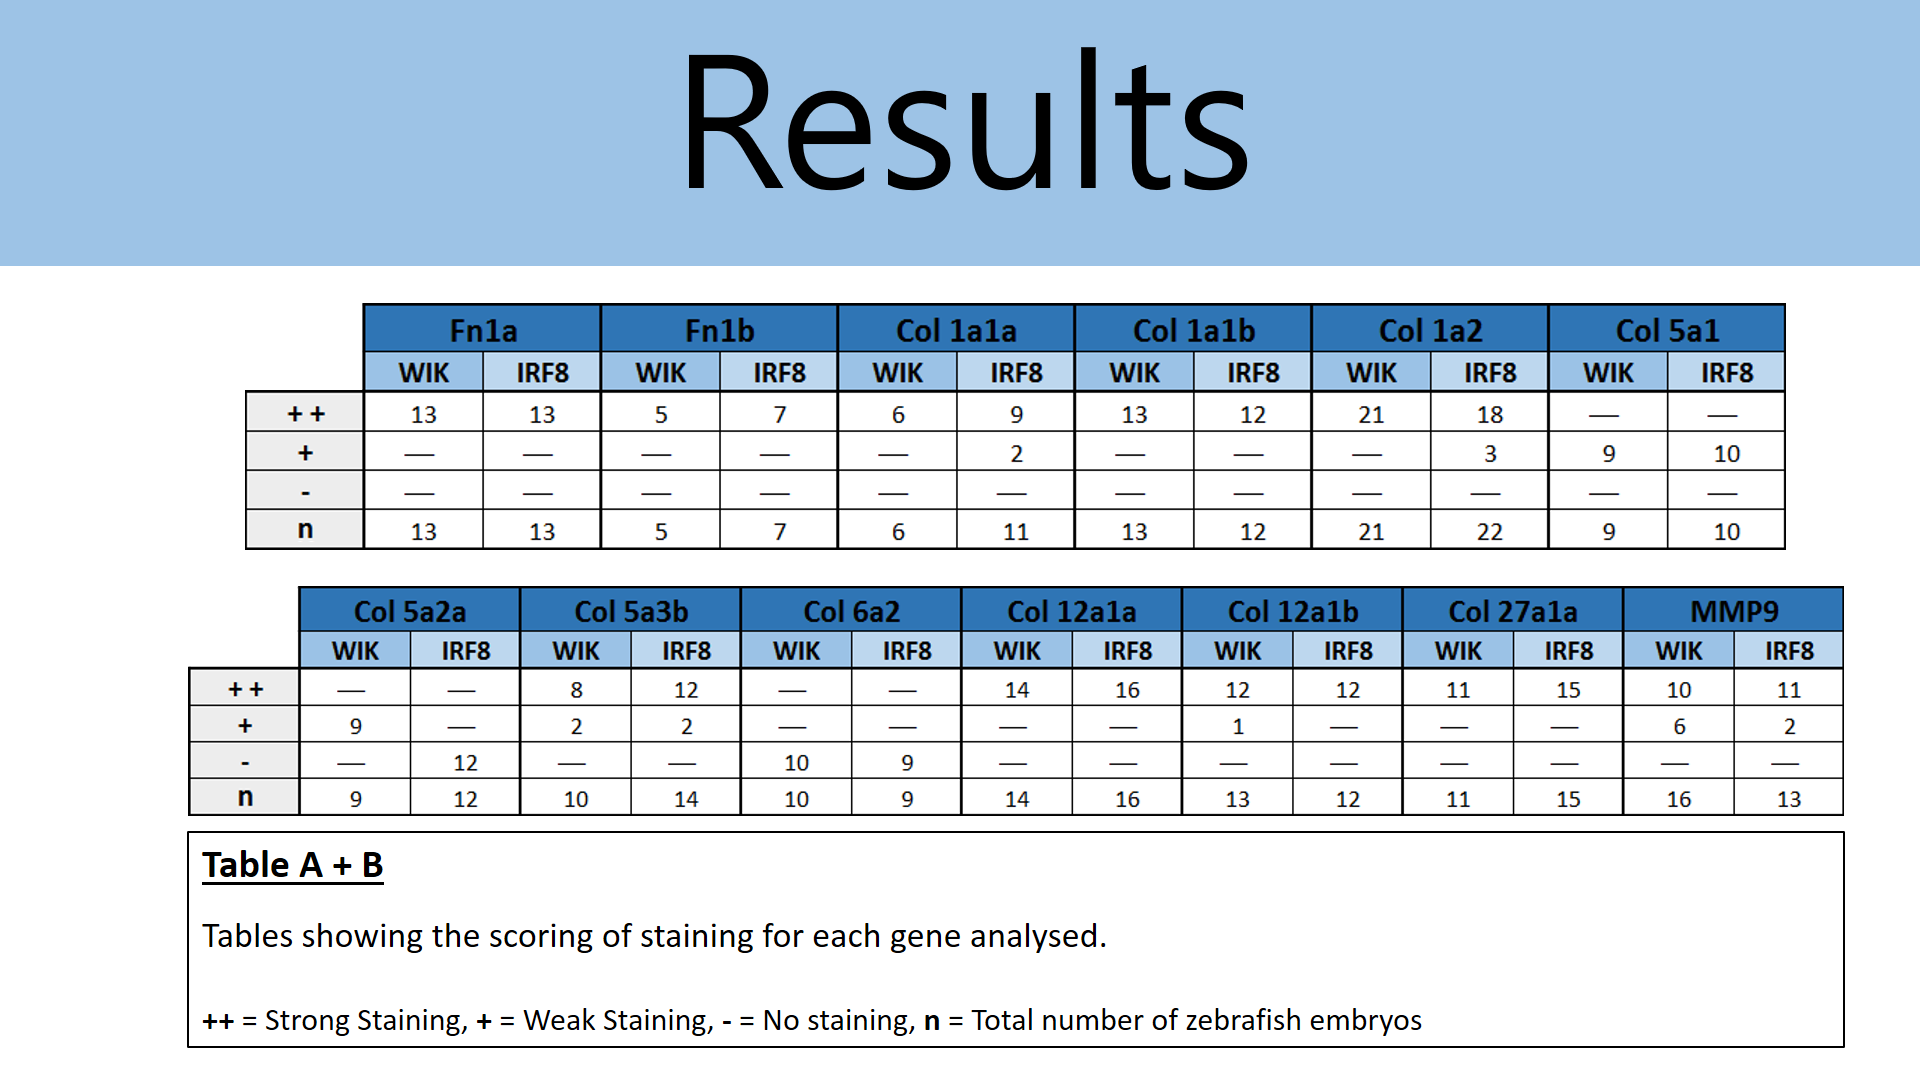 Results
Fn1a Fn1b Col 1a1a Col 1a1b Col 1a2 Col 5a1
WIK IRF8 WIK IRF8 WIK IRF8 WIK IRF8 WIK IRF8 WIK IRF8
++ 13 13 5 7 6 9 13 12 21 18 — —
+ — — — — — 2 — — — 3 9 10
- — — — — — — — — — — — —
n 13 13 5 7 6 11 13 12 21 22 9 10
Col 5a2a Col 5a3b Col 6a2 Col 12a1a Col 12a1b Col 27a1a MMP9
WIK IRF8 WIK IRF8 WIK IRF8 WIK IRF8 WIK IRF8 WIK IRF8 WIK IRF8
++ — — 8 12 — — 14 16 12 12 11 15 10 11
+ 9 — 2 2 — — — — 1 — — — 6 2
- — 12 — — 10 9 — — — — — — — —
n 9 12 10 14 10 9 14 16 13 12 11 15 16 13
Table A + B
Tables showing the scoring of staining for each gene analysed.
++ = Strong Staining, + = Weak Staining, - = No staining, n = Total number of zebrafish embryos